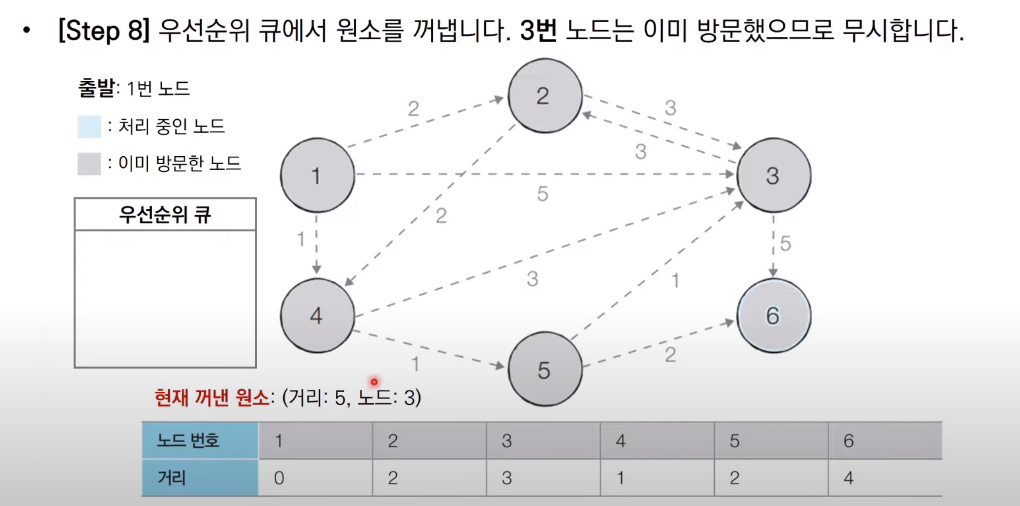 • [Step 8] 우선순위 큐에서 원소를 꺼냅니다. 3번 노드는 이미 방문했으므로 무시합니다.
출발: 1번 노드
: 처리 중인 노드
: 이미 방문한 노드
우선순위 큐
2
2
3
3
1
3
5
2
1
5
4
3
1
6
1
5
2
현재 꺼낸 원소: (거리: 5, 노드: 3)
노드 번호 1 2 3 4 5 6
거리 0 2 3 1 2 4